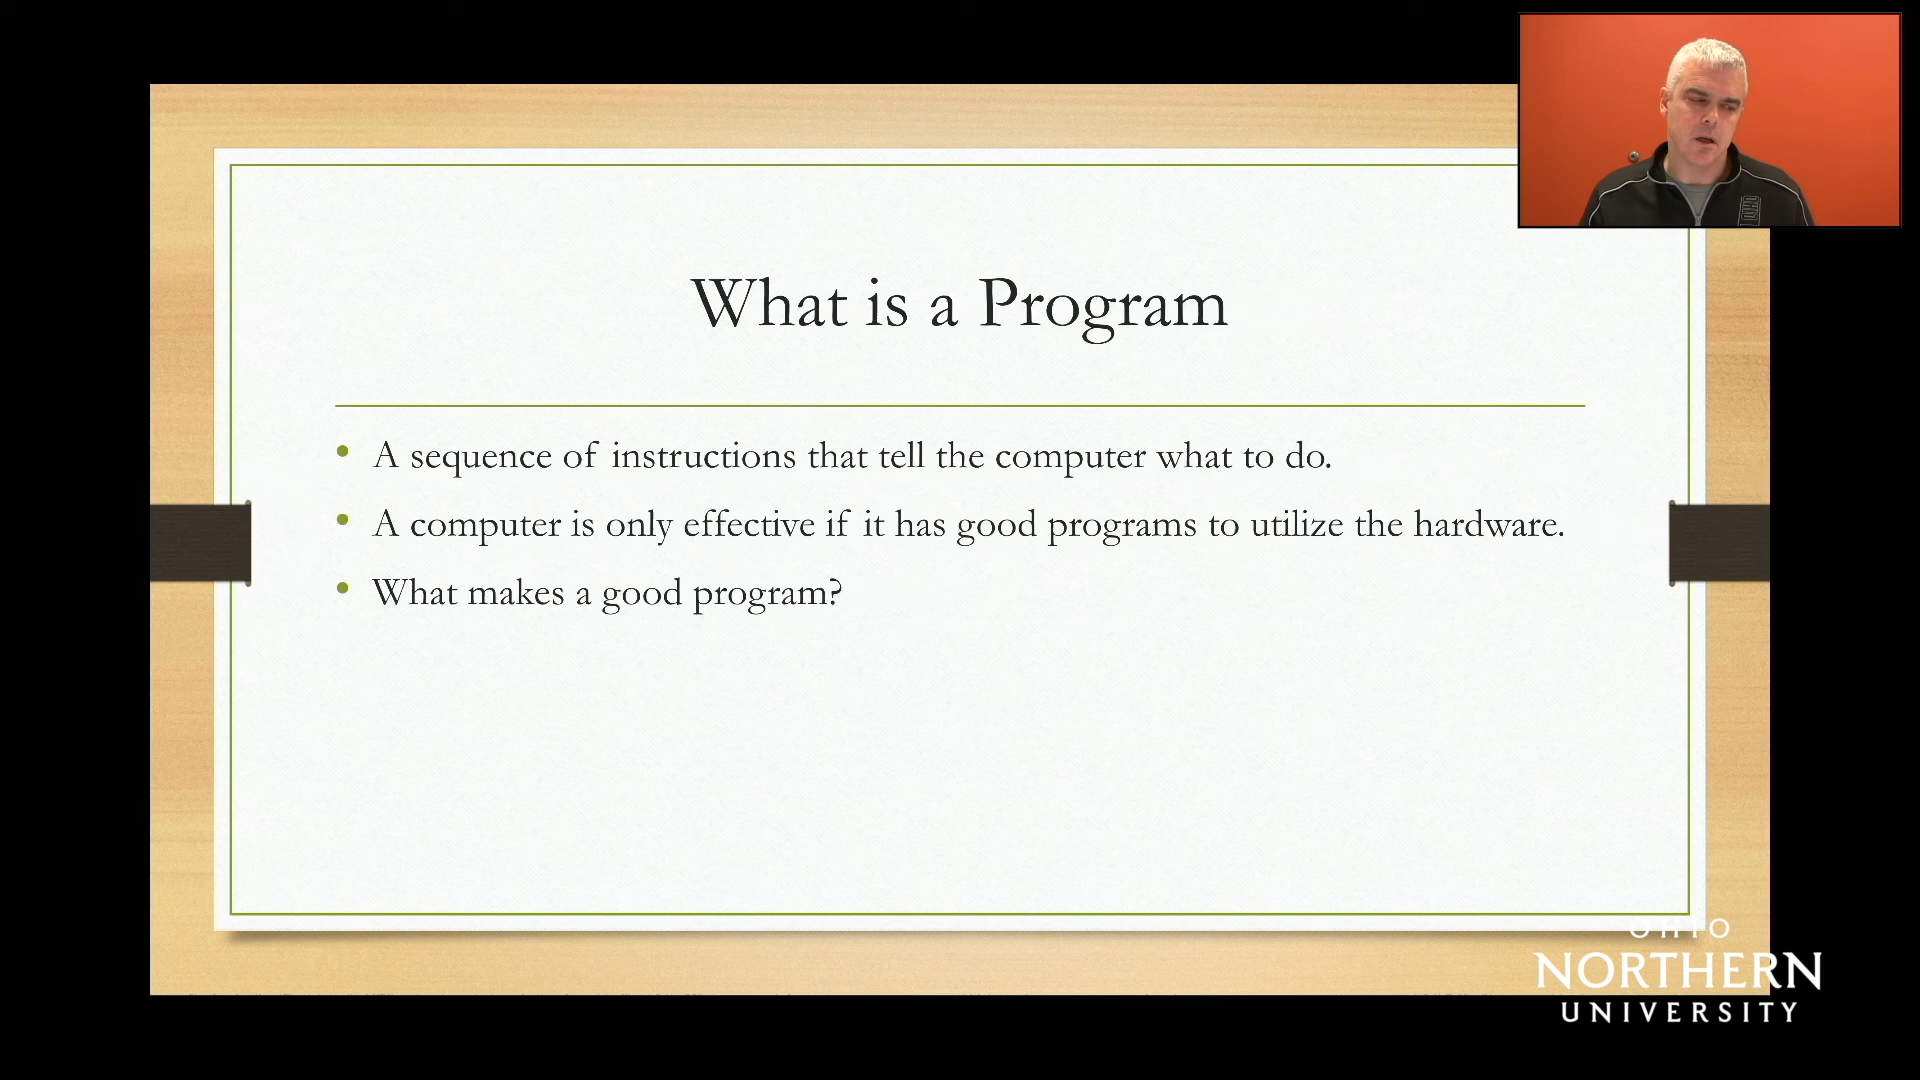 What is a Program
A sequence of instructions that tell the computer what to do.
A computer is only effective if it has good programs to utilize the hardware.
What makes a good program?
OHIO
NORTHERN
UNIVERSITY